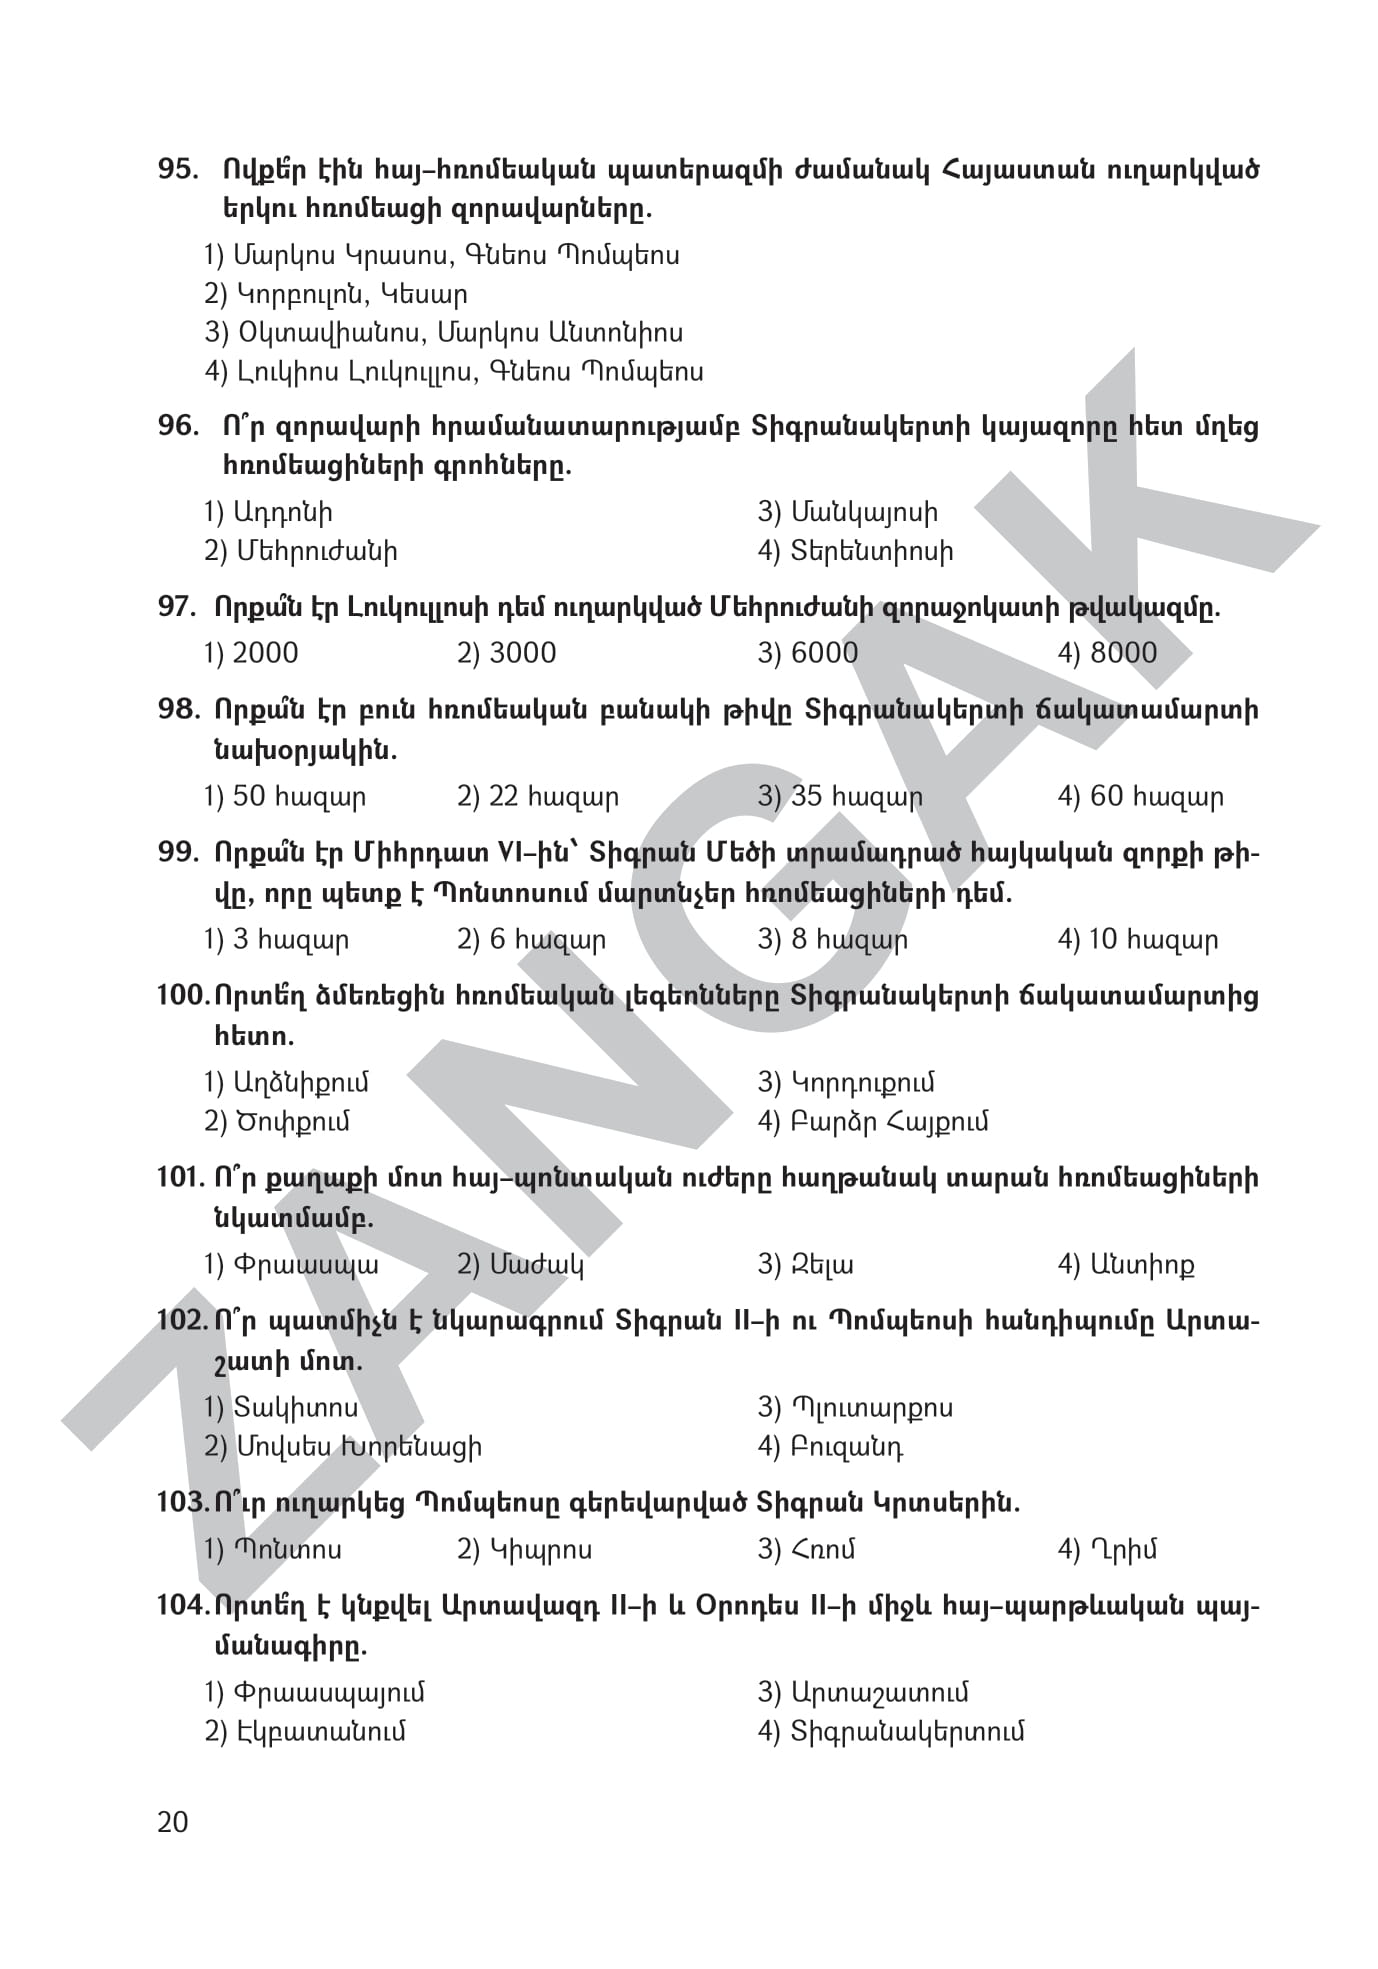 95. Ովքե՞ր էին հայ–հռոմեական պատերազմի ժամանակ Հայաստան ուղարկված
երկու հռոմեացի զորավարները.
1) Մարկոս Կրասոս, Գնեոս Պոմպեոս
2) Կորբուլոն, Կեսար
3) Օկտավիանոս, Մարկոս Անտոնիոս
4) Լուկիոս Լուկուլլոս, Գնեոս Պոմպեոս
96. Ո՞ր զորավարի հրամանատարությամբ Տիգրանակերտի կայազորը հետ մղեց
հռոմեացիների գրոհները.
1) Ադդոնի 3) Մանկայոսի
2) Մեհրուժանի 4) Տերենտիոսի
97. Որքա՞ն էր Լուկուլլոսի դեմ ուղարկված Մեհրուժանի զորաջոկատի թվակազմը.
1) 2000 2) 3000 3) 6000 4) 8000
98. Որքա՞ն էր բուն հռոմեական բանակի թիվը Տիգրանակերտի ճակատամարտի
նախօրյակին.
1) 50 հազար 2) 22 հազար 3) 35 հազար 4) 60 հազար
99. Որքա՞ն էր Միհրդատ VI–ին՝ Տիգրան Մեծի տրամադրած հայկական զորքի թի-
վը, որը պետք է Պոնտոսում մարտնչեր հռոմեացիների դեմ.
1) 3 հազար 2) 6 հազար 3) 8 հազար 4) 10 հազար
100. Որտե՞ղ ձմեռեցին հռոմեական լեգեոնները Տիգրանակերտի ճակատամարտից
հետո.
1) Աղձնիքում 3) Կորդուքում
2) Ծոփքում 4) Բարձր Հայքում
101. Ո՞ր քաղաքի մոտ հայ–պոնտական ուժերը հաղթանակ տարան հռոմեացիների
նկատմամբ.
1) Փրաասպա 2) Մաժակ 3) Զելա 4) Անտիոք
102. Ո՞ր պատմիչն է նկարագրում Տիգրան II–ի ու Պոմպեոսի հանդիպումը Արտա-
շատի մոտ.
1) Տակիտոս 3) Պլուտարքոս
2) Մովսես Խորենացի 4) Բուզանդ
103. Ո՞ւր ուղարկեց Պոմպեոսը գերեվարված Տիգրան Կրտսերին.
1) Պոնտոս 2) Կիպրոս 3) Հռոմ 4) Ղրիմ
104. Որտե՞ղ է կնքվել Արտավազդ II–ի և Օրոդես II–ի միջև հայ–պարթևական պայ-
մանագիրը.
1) Փրաասպայում 3) Արտաշատում
2) Էկբատանում 4) Տիգրանակերտում
20
ZANGAK